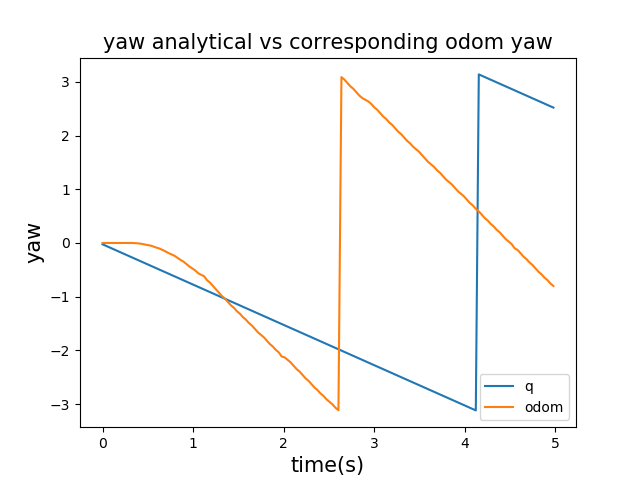 yaw analytical vs corresponding odom yaw
3
2
1
0
−1
−2
−3
yaw
0 1 2 3 4 5
time(s)
q
odom